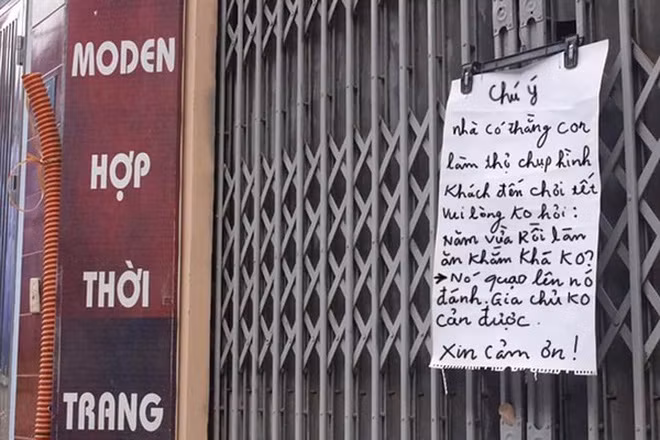 MODEN
HỢP
THỜI
TRANG
Chú ý
Nhà có thằng con
làm thợ chụp hình
Khách đến chơi tết
Vui lòng ko hỏi:
Năm vừa Rồi làm
ăn khấm khá ko?
→ Nó quạo lên nó
đánh. Gia chủ ko
cản được.
Xin cảm ơn!